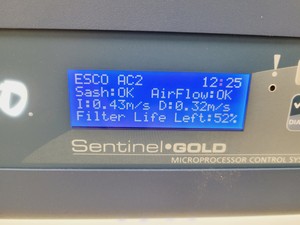 ESCO AC2 12:25
Sash:OK AirFlow:OK
I:0.43m/s D:0.32m/s
Filter Life Left:52%
Sentinel•GOLD
MICROPROCESSOR CONTROL